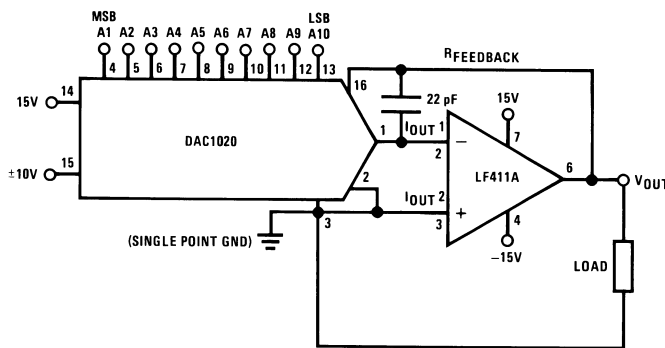 MSB LSB
A1 A2 A3 A4 A5 A6 A7 A8 A9 A10
4 5 6 7 8 9 10 11 12 13
RFEEDBACK
16
14
15V
22 pF
15V
DAC1020
1
IOUT 1
2
−
7
±10V
15
LF411A
6
VOUT
2
IOUT 2
3
+
4
−15V
3
(SINGLE POINT GND)
LOAD